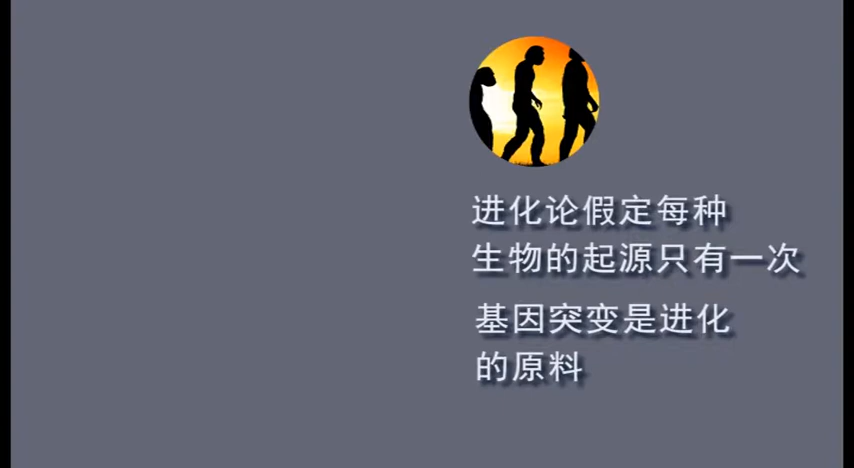 进化论假定每种
生物的起源只有一次
基因突变是进化
的原料